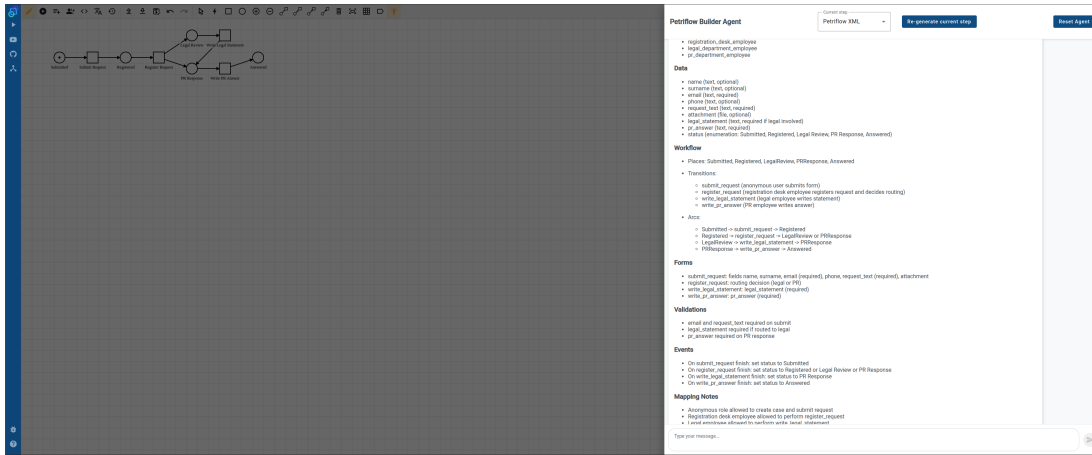 Petriflow Builder Agent
Current step
Petriflow XML
Re-generate current step
Reset Agent
Legal Review
Write Legal Statement
Submitted
Submit Request
Registered
Register Request
PR Response
Write PR Answer
Answered
registration_desk_employee
legal_department_employee
pr_department_employee
Data
name (text, optional)
surname (text, optional)
email (text, required)
phone (text, optional)
request_text (text, required)
attachment (file, optional)
legal_statement (text, required if legal involved)
pr_answer (text, required)
status (enumeration: Submitted, Registered, Legal Review, PR Response, Answered)
Workflow
Places: Submitted, Registered, LegalReview, PRResponse, Answered
Transitions:
submit_request (anonymous user submits form)
register_request (registration desk employee registers request and decides routing)
write_legal_statement (legal employee writes statement)
write_pr_answer (PR employee writes answer)
Arcs:
Submitted -> submit_request -> Registered
Registered -> register_request -> LegalReview or PRResponse
LegalReview -> write_legal_statement -> PRResponse
PRResponse -> write_pr_answer -> Answered
Forms
submit_request: fields name, surname, email (required), phone, request_text (required), attachment
register_request: routing decision (legal or PR)
write_legal_statement: legal_statement (required)
write_pr_answer: pr_answer (required)
Validations
email and request_text required on submit
legal_statement required if routed to legal
pr_answer required on PR response
Events
On submit_request finish: set status to Submitted
On register_request finish: set status to Registered or Legal Review or PR Response
On write_legal_statement finish: set status to PR Response
On write_pr_answer finish: set status to Answered
Mapping Notes
Anonymous role allowed to create case and submit request
Registration desk employee allowed to perform register_request
Legal employee allowed to perform write_legal_statement
Type your message...